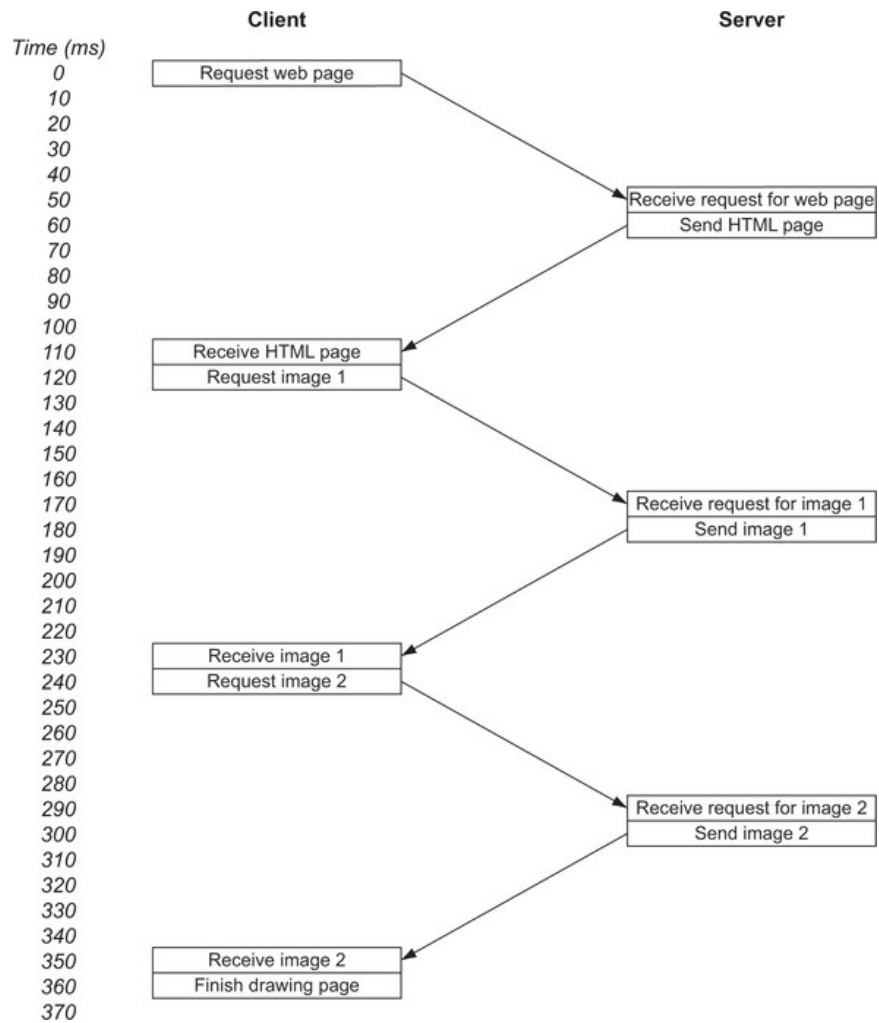 Client Server
Time (ms)
0 Request web page
10
20
30
40
50 Receive request for web page
60 Send HTML page
70
80
90
100
110 Receive HTML page
120 Request image 1
130
140
150
160
170 Receive request for image 1
180 Send image 1
190
200
210
220
230 Receive image 1
240 Request image 2
250
260
270
280
290 Receive request for image 2
300 Send image 2
310
320
330
340
350 Receive image 2
360 Finish drawing page
370